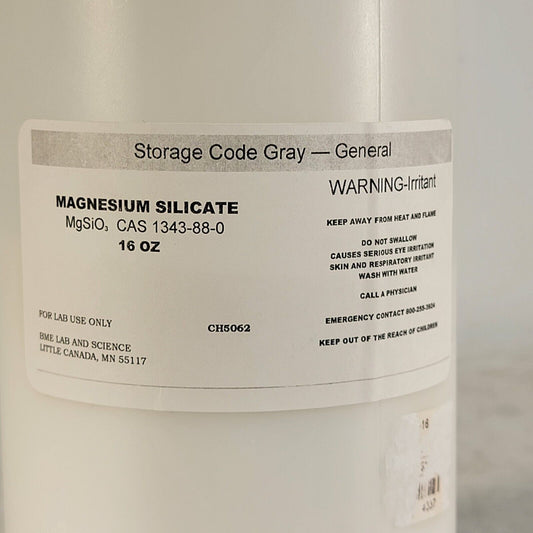 Storage Code Gray — General
MAGNESIUM SILICATE
MgSiO₃ CAS 1343-88-0
16 OZ
FOR LAB USE ONLY
CH5062
BME LAB AND SCIENCE
LITTLE CANADA, MN 55117
WARNING-Irritant
KEEP AWAY FROM HEAT AND FLAME
DO NOT SWALLOW
CAUSES SERIOUS EYE IRRITATION
SKIN AND RESPIRATORY IRRITANT
WASH WITH WATER
CALL A PHYSICIAN
EMERGENCY CONTACT 800-255-3924
KEEP OUT OF THE REACH OF CHILDREN
-16